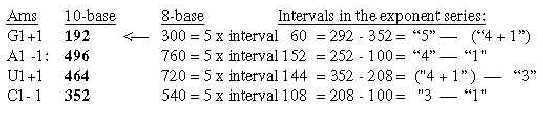 Arns 10-base 8-base Intervals in the exponent series:
G1+1 192 <— 300 = 5 x interval 60 = 292 - 352 = “5” — (“4 + 1”)
A1 -1: 496 760 = 5 x interval 152 = 252 - 100 = “4” — “1"
U1+1 464 720 = 5 x interval 144 = 352 - 208 = ("4 + 1”) — “3”
C1- 1 352 540 = 5 x interval 108 = 208 - 100 = "3 — “1"